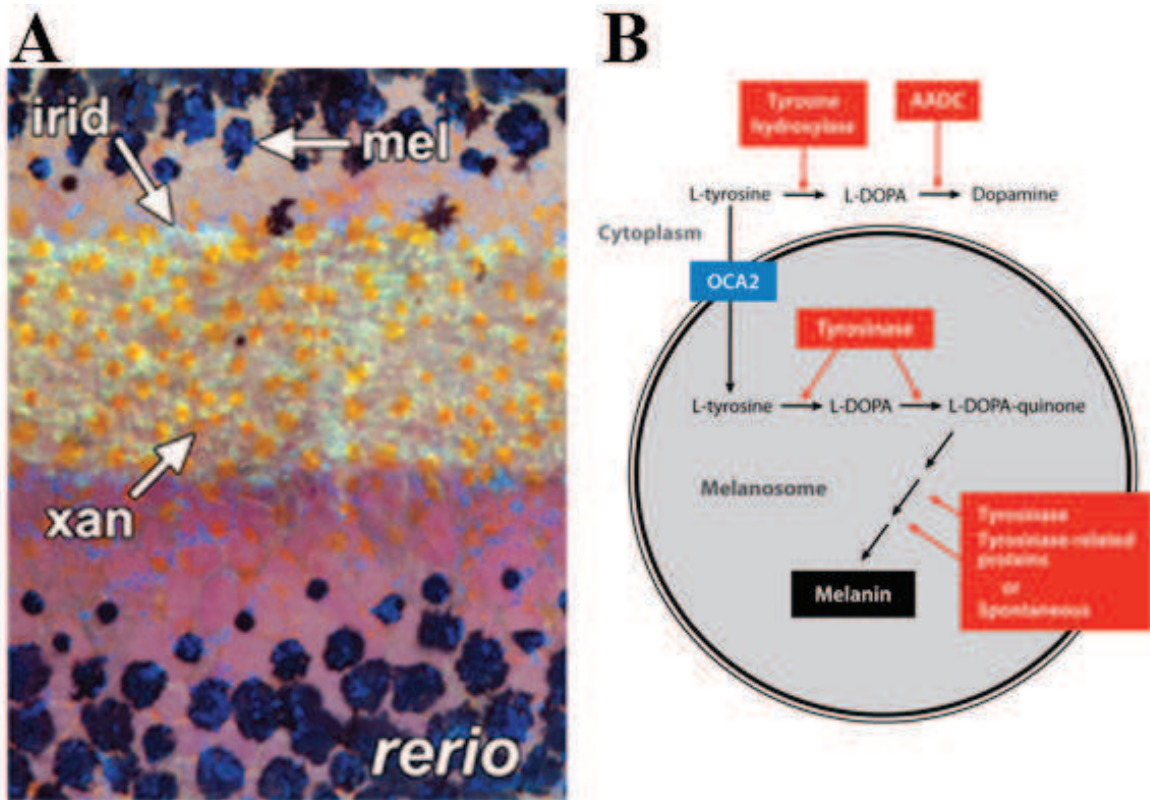 A
irid
mel
xan
rerio
B
Tyrosine
hydroxylase
AADC
L-tyrosine
L-DOPA
Dopamine
Cytoplasm
OCA2
Tyrosinase
L-tyrosine
L-DOPA
L-DOPA-quinone
Melanosome
Tyrosinase
Tyrosinase-related
proteins
or
Spontaneous
Melanin